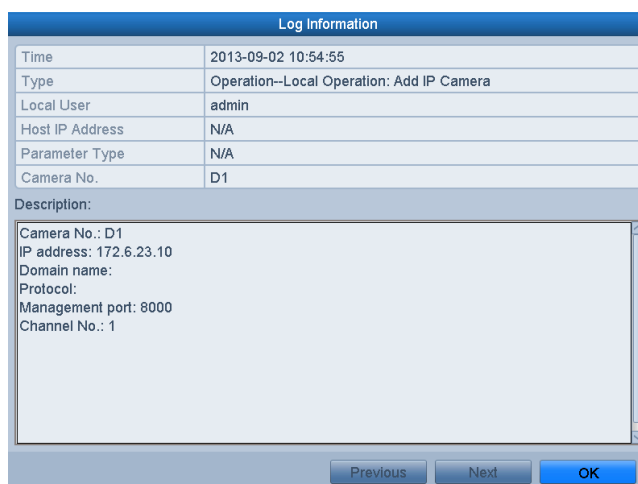 Log Information
Time 2013-09-02 10:54:55
Type Operation--Local Operation: Add IP Camera
Local User admin
Host IP Address N/A
Parameter Type N/A
Camera No. D1
Description:
Camera No.: D1
IP address: 172.6.23.10
Domain name:
Protocol:
Management port: 8000
Channel No.: 1
Previous Next OK